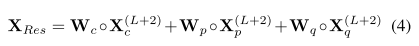 X_{Res} = W_c ∘ X_c^{(L+2)} + W_p ∘ X_p^{(L+2)} + W_q ∘ X_q^{(L+2)} (4)